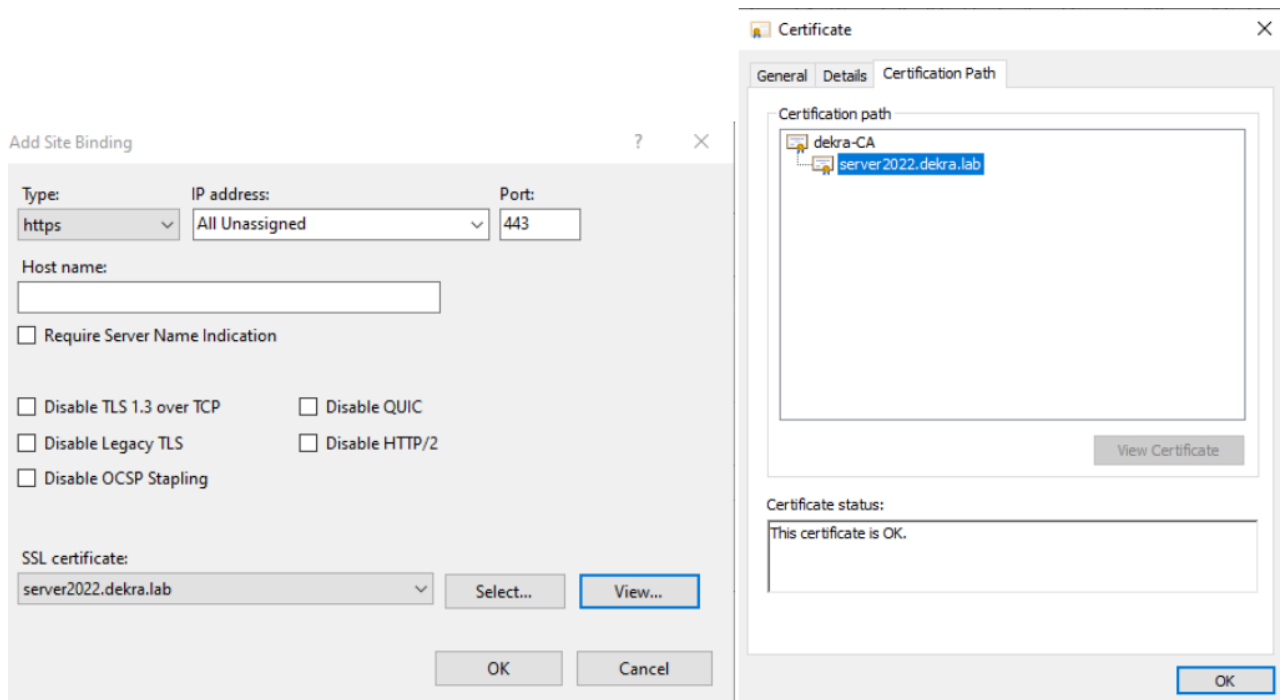 Add Site Binding ?
Type: IP address: Port:
https All Unassigned 443
Host name:
Require Server Name Indication
Disable TLS 1.3 over TCP Disable QUIC
Disable Legacy TLS Disable HTTP/2
Disable OCSP Stapling
SSL certificate:
server2022.dekra.lab Select... View...
OK Cancel
Certificate
General Details Certification Path
Certification path
dekra-CA
server2022.dekra.lab
View Certificate
Certificate status:
This certificate is OK.
OK